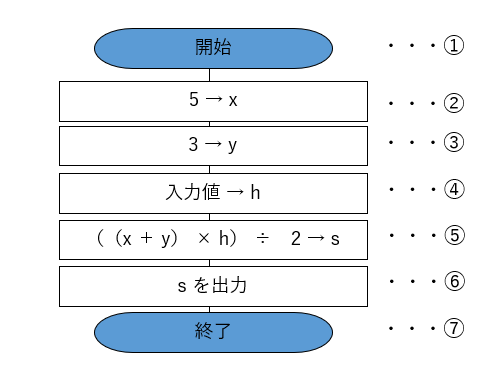 開始 ・・・①
5 → x ・・・②
3 → y ・・・③
入力値 → h ・・・④
（（x ＋ y） × h） ÷ 2 → s ・・・⑤
s を出力 ・・・⑥
終了 ・・・⑦